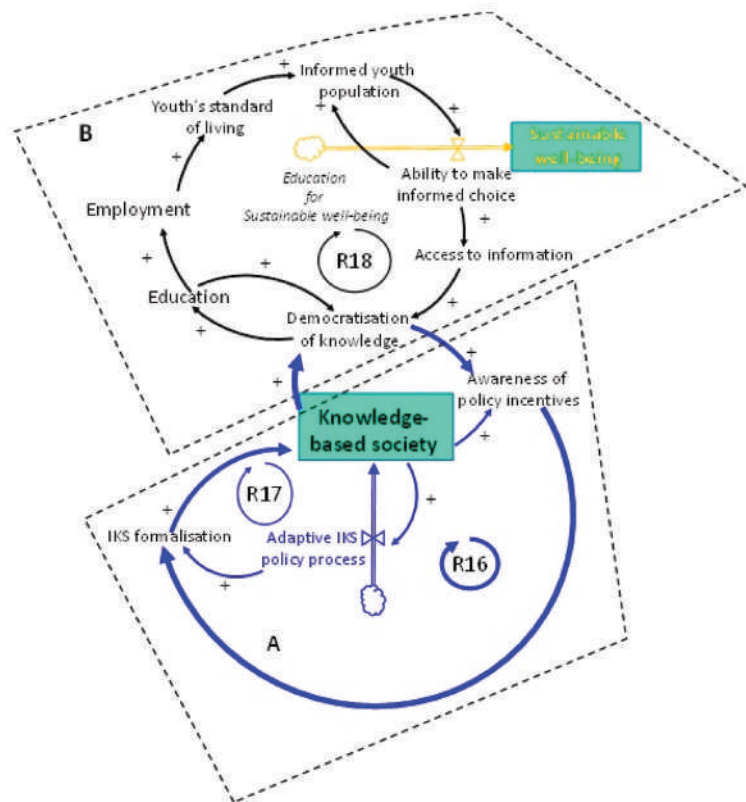 +
Informed youth
population
+
+
B
Youth's standard
of living
Sustainable
well-being
+
Education
for
Sustainable well-being
Ability to make
informed choice
Employment
+
R18
Access to information
+
+
Education
+
Democratisation
of knowledge
+
+
Awareness of
policy incentives
+
Knowledge-
based society
+
R17
+
+
IKS formalisation
Adaptive IKS
policy process
R16
+
A